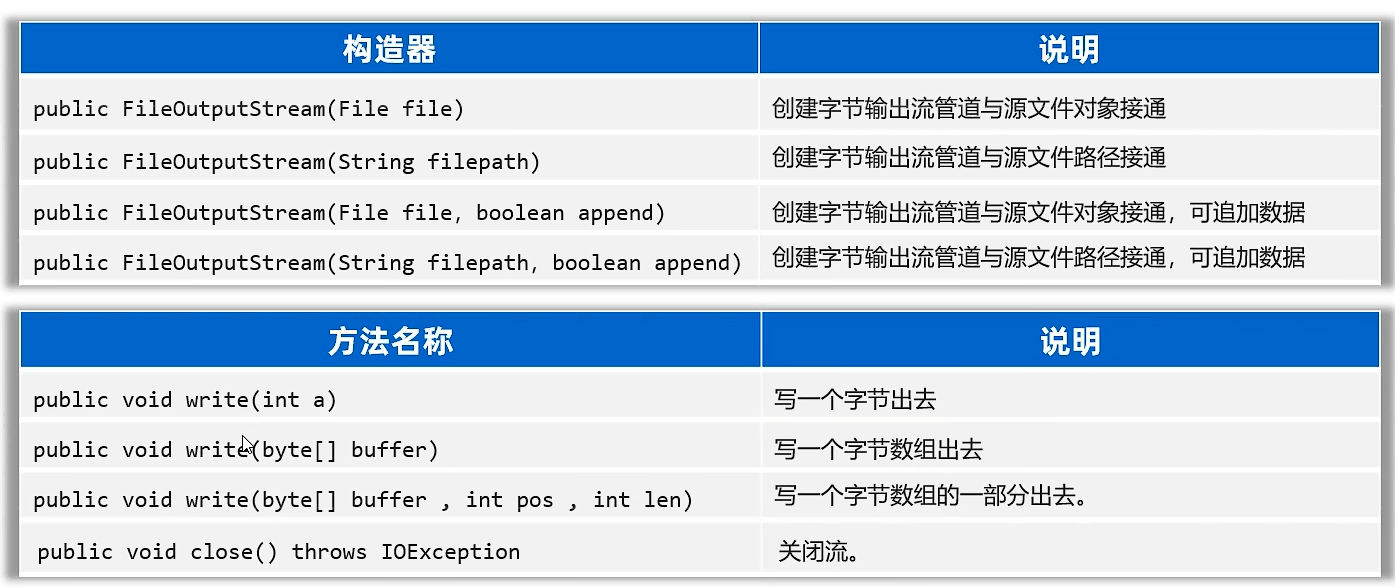 构造器 说明
public FileOutputStream(File file) 创建字节输出流管道与源文件对象接通
public FileOutputStream(String filepath) 创建字节输出流管道与源文件路径接通
public FileOutputStream(File file, boolean append) 创建字节输出流管道与源文件对象接通，可追加数据
public FileOutputStream(String filepath, boolean append) 创建字节输出流管道与源文件路径接通，可追加数据
方法名称 说明
public void write(int a) 写一个字节出去
public void write(byte[] buffer) 写一个字节数组出去
public void write(byte[] buffer , int pos , int len) 写一个字节数组的一部分出去。
public void close() throws IOException 关闭流。